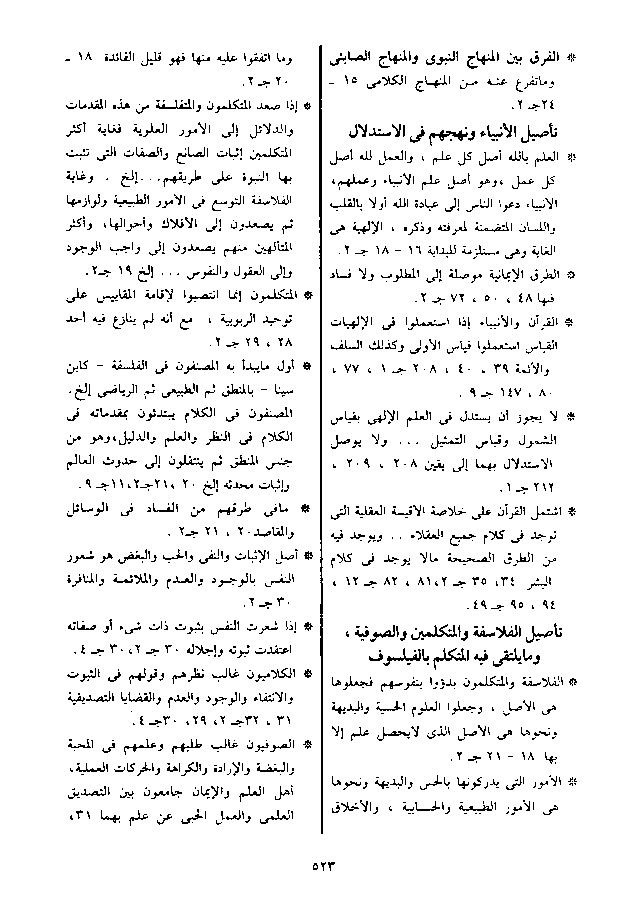 * الفرق بين المنهاج النبوى والمنهاج الصابئى
وماتفرع عنه من المنهاج الكلامى ١٥ -
٢٤جـ ٢.
تأصيل الأنبياء ونهجهم فى الاستدلال
* العلم بالله أصل كل علم ، والعمل لله أصل
كل عمل ،وهو أصل علم الأنبياء وعملهم،
الأنبياء دعوا الناس إلى عبادة الله أولا بالقلب
واللسان المتضمنة لمعرفته وذكره ، الإلهية هى
الغاية وهى مستلزمة للبداية ١٦ - ١٨ جـ ٢.
* الطرق الإيمانية موصلة إلى المطلوب ولا فساد
فيها ٤٨ ، ٥٠ ، ٧٢ جـ ٢.
* القرآن والأنبياء إذا استعملوا فى الإلهيات
القياس استعملوا قياس الأولى وكذلك السلف
والأئمة ٣٩ ، ٤٠ ، ٢٠٨ جـ ١ ، ٧٧ ،
٨٠ ، ١٤٧ جـ ٩ .
* لا يجوز أن يستدل فى العلم الإلهى بقياس
الشمول وقياس التمثيل ... ولا يوصل
الاستدلال بهما إلى يقين ٢٠٨ ، ٢٠٩ ،
٢١٢ جـ ١.
* اشتمل القرآن على خلاصة الأقيسة العقلية التى
توجد فى كلام جميع العقلاء .. ويوجد فيه
من الطرق الصحيحة مالا يوجد فى كلام
البشر ٣٤، ٣٥ جـ ٨١،٢ ، ٨٢ جـ ١٢ ،
٩٤ ، ٩٥ جـ ٤٩.
تأصيل الفلاسفة والمتكلمين والصوفية ،
ومايلتقى فيه المتكلم بالفيلسوف
* الفلاسفة والمتكلمون بدؤوا بنفوسهم فجعلوها
هى الأصل ، وجعلوا العلوم الحسية والبديهة
ونحوها هى الأصل الذى لايحصل علم إلا
بها ١٨ - ٢١ جـ ٢.
* الأمور التى يدركونها بالحس والبديهة ونحوها
هى الأمور الطبيعية والحسابية ، والأخلاق
وما اتفقوا عليه منها فهو قليل الفائدة ١٨ -
٢٠ جـ ٢.
* إذا صعد المتكلمون والمتفلسفة من هذه المقدمات
والدلائل إلى الأمور العلوية فغاية أكثر
المتكلمين إثبات الصانع والصفات التى تثبت
بها النبوة على طريقهم...إلخ . وغاية
الفلاسفة التوسع فى الأمور الطبيعية ولوازمها
ثم يصعدون إلى الأفلاك وأحوالها، وأكثر
المتألهين منهم يصعدون إلى واجب الوجود
وإلى العقول والنفوس ... إلخ ١٩ جـ٢.
* المتكلمون إنما انتصبوا لإقامة المقاييس على
توحيد الربوبية ، مع أنه لم ينازع فيه أحد
٢٨ ، ٢٩ جـ ٢.
* أول مايبدأ به المصنفون فى الفلسفة - كابن
سينا - بالمنطق ثم الطبيعى ثم الرياضى إلخ.
المصنفون فى الكلام يبتدئون بمقدماته فى
الكلام فى النظر والعلم والدليل،وهو من
جنس المنطق ثم ينتقلون إلى حدوث العالم
وإثبات محدثه إلخ ٢٠ ،٢١جـ١١،٢جـ ٩.
* مافى طرقهم من الفساد فى الوسائل
والمقاصد٢٠ ، ٢١ جـ٢.
* أصل الإثبات والنفى والحب والبغض هو شعور
النفس بالوجود والعدم والملائمة والمنافرة
٣٠ جـ ٢.
* إذا شعرت النفس بثبوت ذات شىء أو صفاته
اعتقدت ثبوته وإجلاله ٣٠ جـ ٣٠،٢ جـ ٤.
* الكلاميون غالب نظرهم وقولهم فى الثبوت
والانتفاء والوجود والعدم والقضايا التصديقية
٣١ ، ٣٢جـ ٢، ٢٩، ٣٠جـ ٤.
* الصوفيون غالب طلبهم وعلمهم فى المحبة
والبغضة والإرادة والكراهة والحركات العملية،
أهل العلم والإيمان جامعون بين التصديق
العلمى والعمل الحبى عن علم بهما ٣١،
٥٢٣